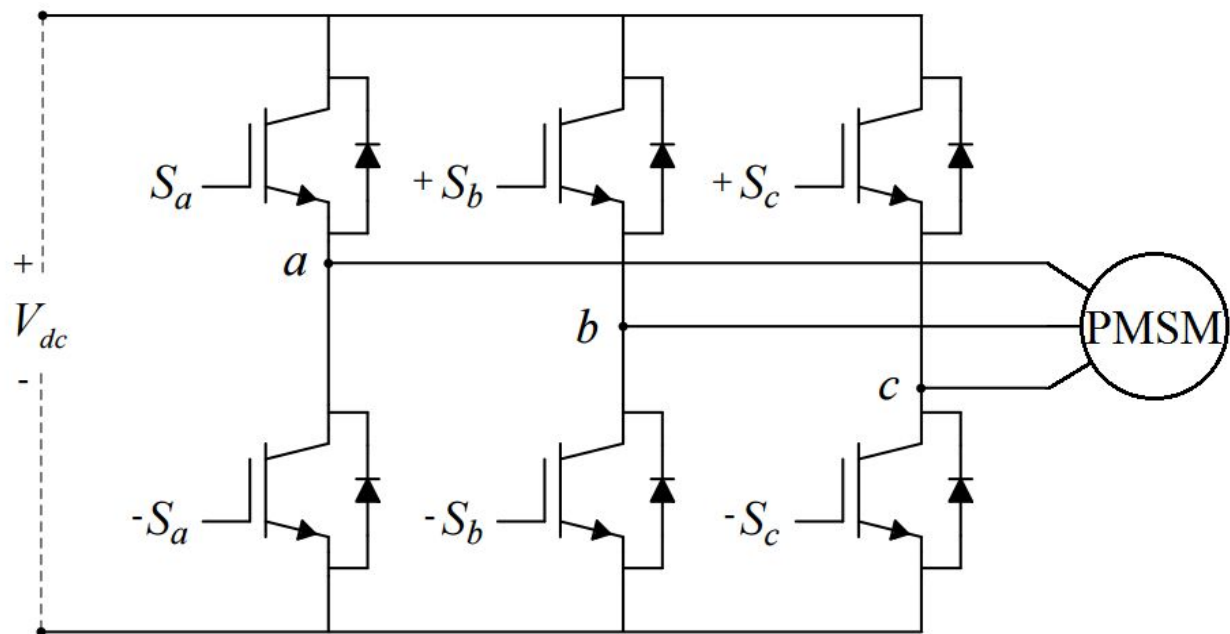 S_a
+ S_b
+ S_c
+
V_dc
-
a
b
c
PMSM
-S_a
-S_b
-S_c